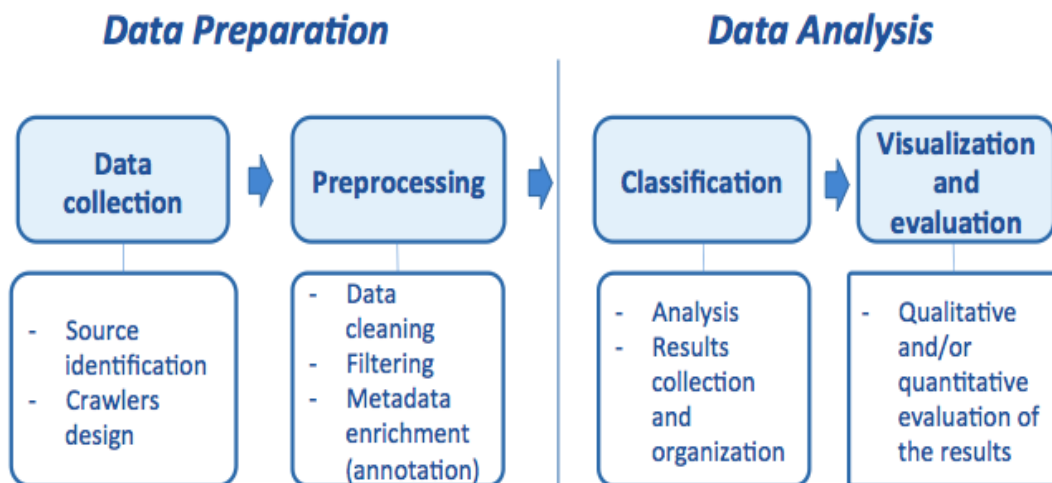 Data Preparation
Data Analysis
Data
collection
Preprocessing
Classification
Visualization
and
evaluation
- Source
identification
- Crawlers
design
- Data
cleaning
- Filtering
- Metadata
enrichment
(annotation)
- Analysis
- Results
collection
and
organization
- Qualitative
and/or
quantitative
evaluation of
the results